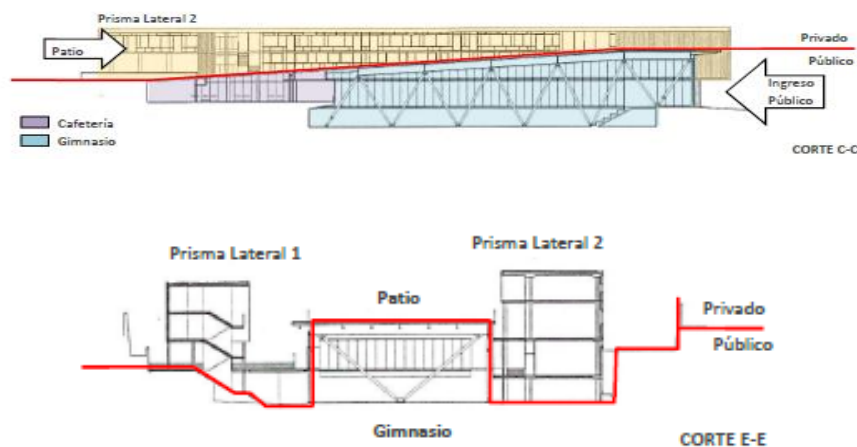 Prisma Lateral 2
Patio
Privado
Público
Ingreso
Público
Cafetería
Gimnasio
CORTE C-C
Prisma Lateral 1
Prisma Lateral 2
Patio
Privado
Público
Gimnasio
CORTE E-E